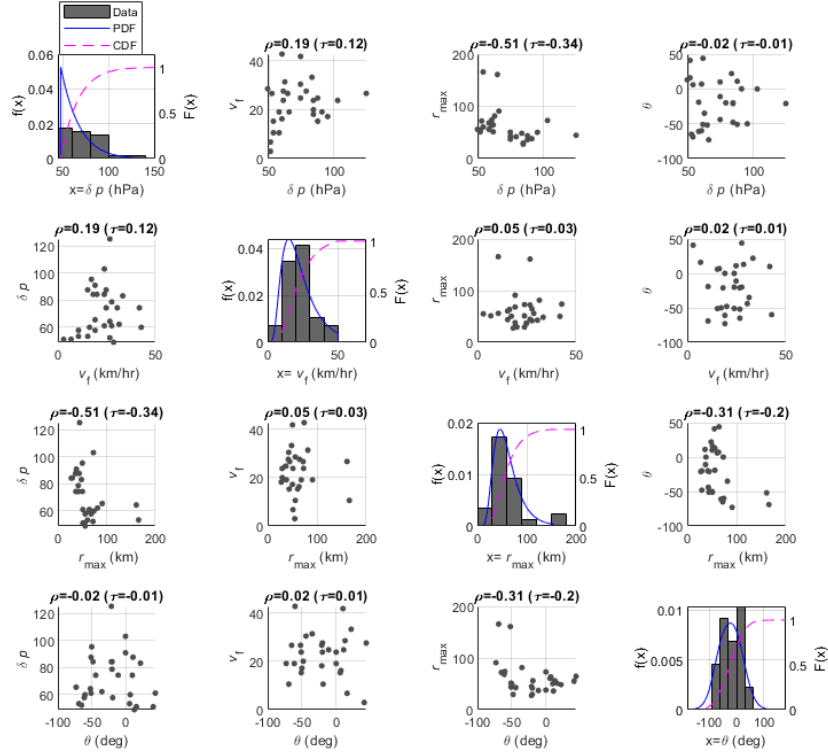 Data
PDF
CDF
ρ=0.19 (τ=0.12)
ρ=-0.51 (τ=-0.34)
ρ=-0.02 (τ=-0.01)
0.06
0.04
0.02
0
f(x)
1
0.5
0
F(x)
50 100 150
x=δ p (hPa)
40
20
0
v_f
50 100
δ p (hPa)
200
100
0
r_max
50 100
δ p (hPa)
50
0
-50
-100
θ
50 100
δ p (hPa)
ρ=0.19 (τ=0.12)
ρ=0.05 (τ=0.03)
ρ=0.02 (τ=0.01)
120
100
80
60
δ p
0 50
v_f (km/hr)
0.04
0.02
0
f(x)
1
0.5
0
F(x)
0 50
x= v_f (km/hr)
200
100
0
r_max
0 50
v_f (km/hr)
50
0
-50
-100
θ
0 50
v_f (km/hr)
ρ=-0.51 (τ=-0.34)
ρ=0.05 (τ=0.03)
ρ=-0.31 (τ=-0.2)
120
100
80
60
δ p
0 100 200
r_max (km)
40
20
0
v_f
0 100 200
r_max (km)
0.02
0.01
0
f(x)
1
0.5
0
F(x)
0 100 200
x= r_max (km)
50
0
-50
-100
θ
0 100 200
r_max (km)
ρ=-0.02 (τ=-0.01)
ρ=0.02 (τ=0.01)
ρ=-0.31 (τ=-0.2)
120
100
80
60
δ p
-100 -50 0
θ (deg)
40
20
0
v_f
-100 -50 0
θ (deg)
200
100
0
r_max
-100 -50 0
θ (deg)
0.01
0.005
0
f(x)
1
0.5
0
F(x)
-100 0 100
x=θ (deg)